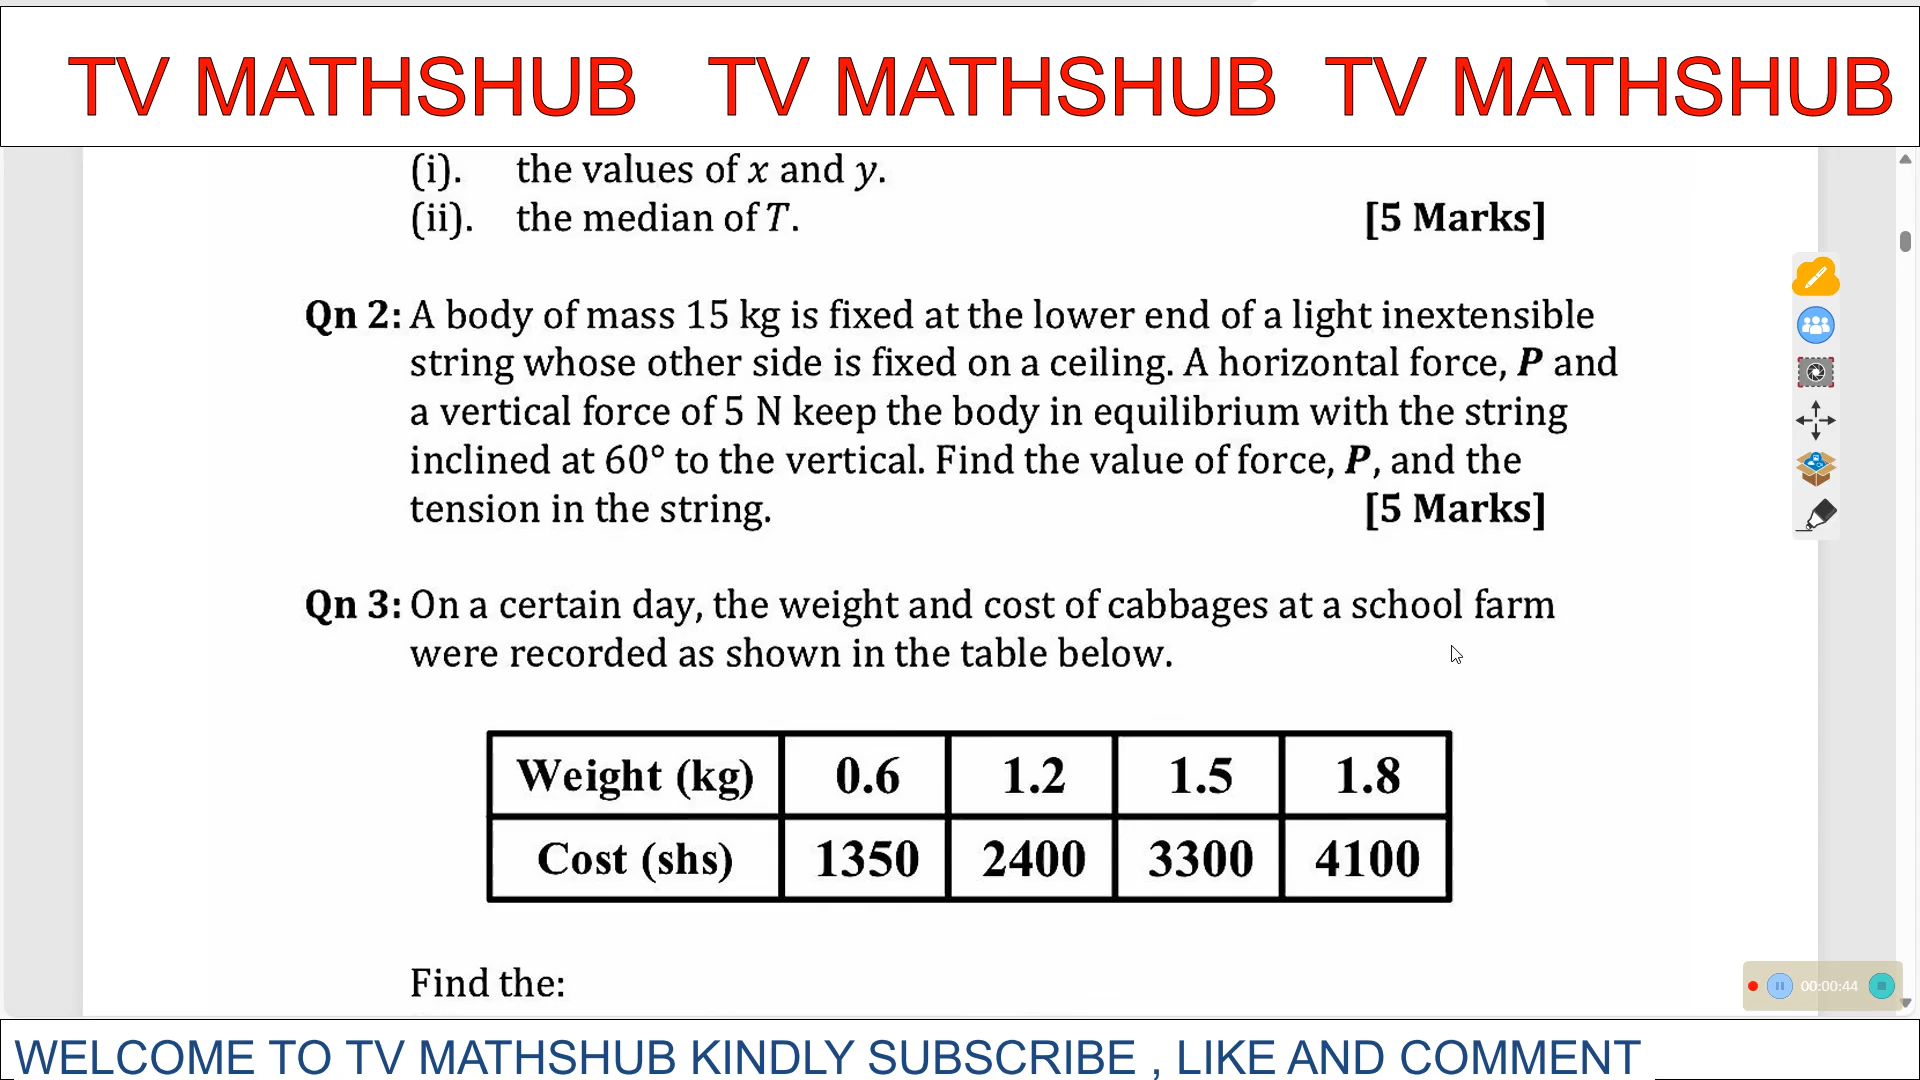 TV MATHSHUB TV MATHSHUB TV MATHSHUB
(i). the values of x and y.
(ii). the median of T. [5 Marks]
Qn 2: A body of mass 15 kg is fixed at the lower end of a light inextensible
string whose other side is fixed on a ceiling. A horizontal force, P and
a vertical force of 5 N keep the body in equilibrium with the string
inclined at 60° to the vertical. Find the value of force, P, and the
tension in the string. [5 Marks]
Qn 3: On a certain day, the weight and cost of cabbages at a school farm
were recorded as shown in the table below.
Weight (kg) 0.6 1.2 1.5 1.8
Cost (shs) 1350 2400 3300 4100
Find the:
00:00:44
WELCOME TO TV MATHSHUB KINDLY SUBSCRIBE , LIKE AND COMMENT